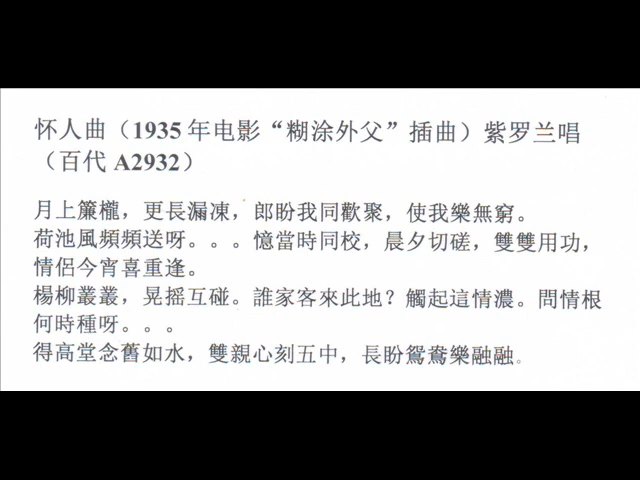 怀人曲（1935 年电影“糊涂外父”插曲）紫罗兰唱
（百代 A2932）
月上簾櫳，更長漏凍，郎盼我同歡聚，使我樂無窮。
荷池風頻頻送呀。。。憶當時同校，晨夕切磋，雙雙用功，
情侶今宵喜重逢。
楊柳叢叢，晃摇互碰。誰家客來此地？觸起這情濃。問情根
何時種呀。。。
得高堂念舊如水，雙親心刻五中，長盼鴛鴦樂融融。